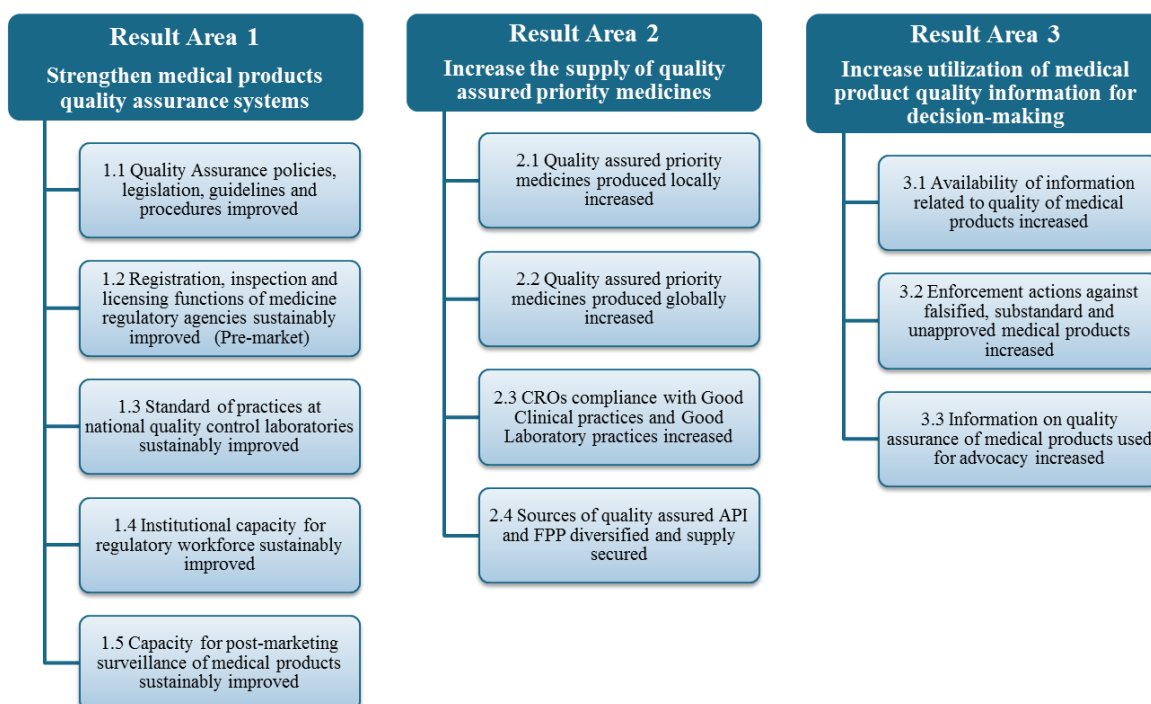 Result Area 1
Strengthen medical products
quality assurance systems
1.1 Quality Assurance policies,
legislation, guidelines and
procedures improved
1.2 Registration, inspection and
licensing functions of medicine
regulatory agencies sustainably
improved (Pre-market)
1.3 Standard of practices at
national quality control laboratories
sustainably improved
1.4 Institutional capacity for
regulatory workforce sustainably
improved
1.5 Capacity for post-marketing
surveillance of medical products
sustainably improved
Result Area 2
Increase the supply of quality
assured priority medicines
2.1 Quality assured priority
medicines produced locally
increased
2.2 Quality assured priority
medicines produced globally
increased
2.3 CROs compliance with Good
Clinical practices and Good
Laboratory practices increased
2.4 Sources of quality assured API
and FPP diversified and supply
secured
Result Area 3
Increase utilization of medical
product quality information for
decision-making
3.1 Availability of information
related to quality of medical
products increased
3.2 Enforcement actions against
falsified, substandard and
unapproved medical products
increased
3.3 Information on quality
assurance of medical products used
for advocacy increased